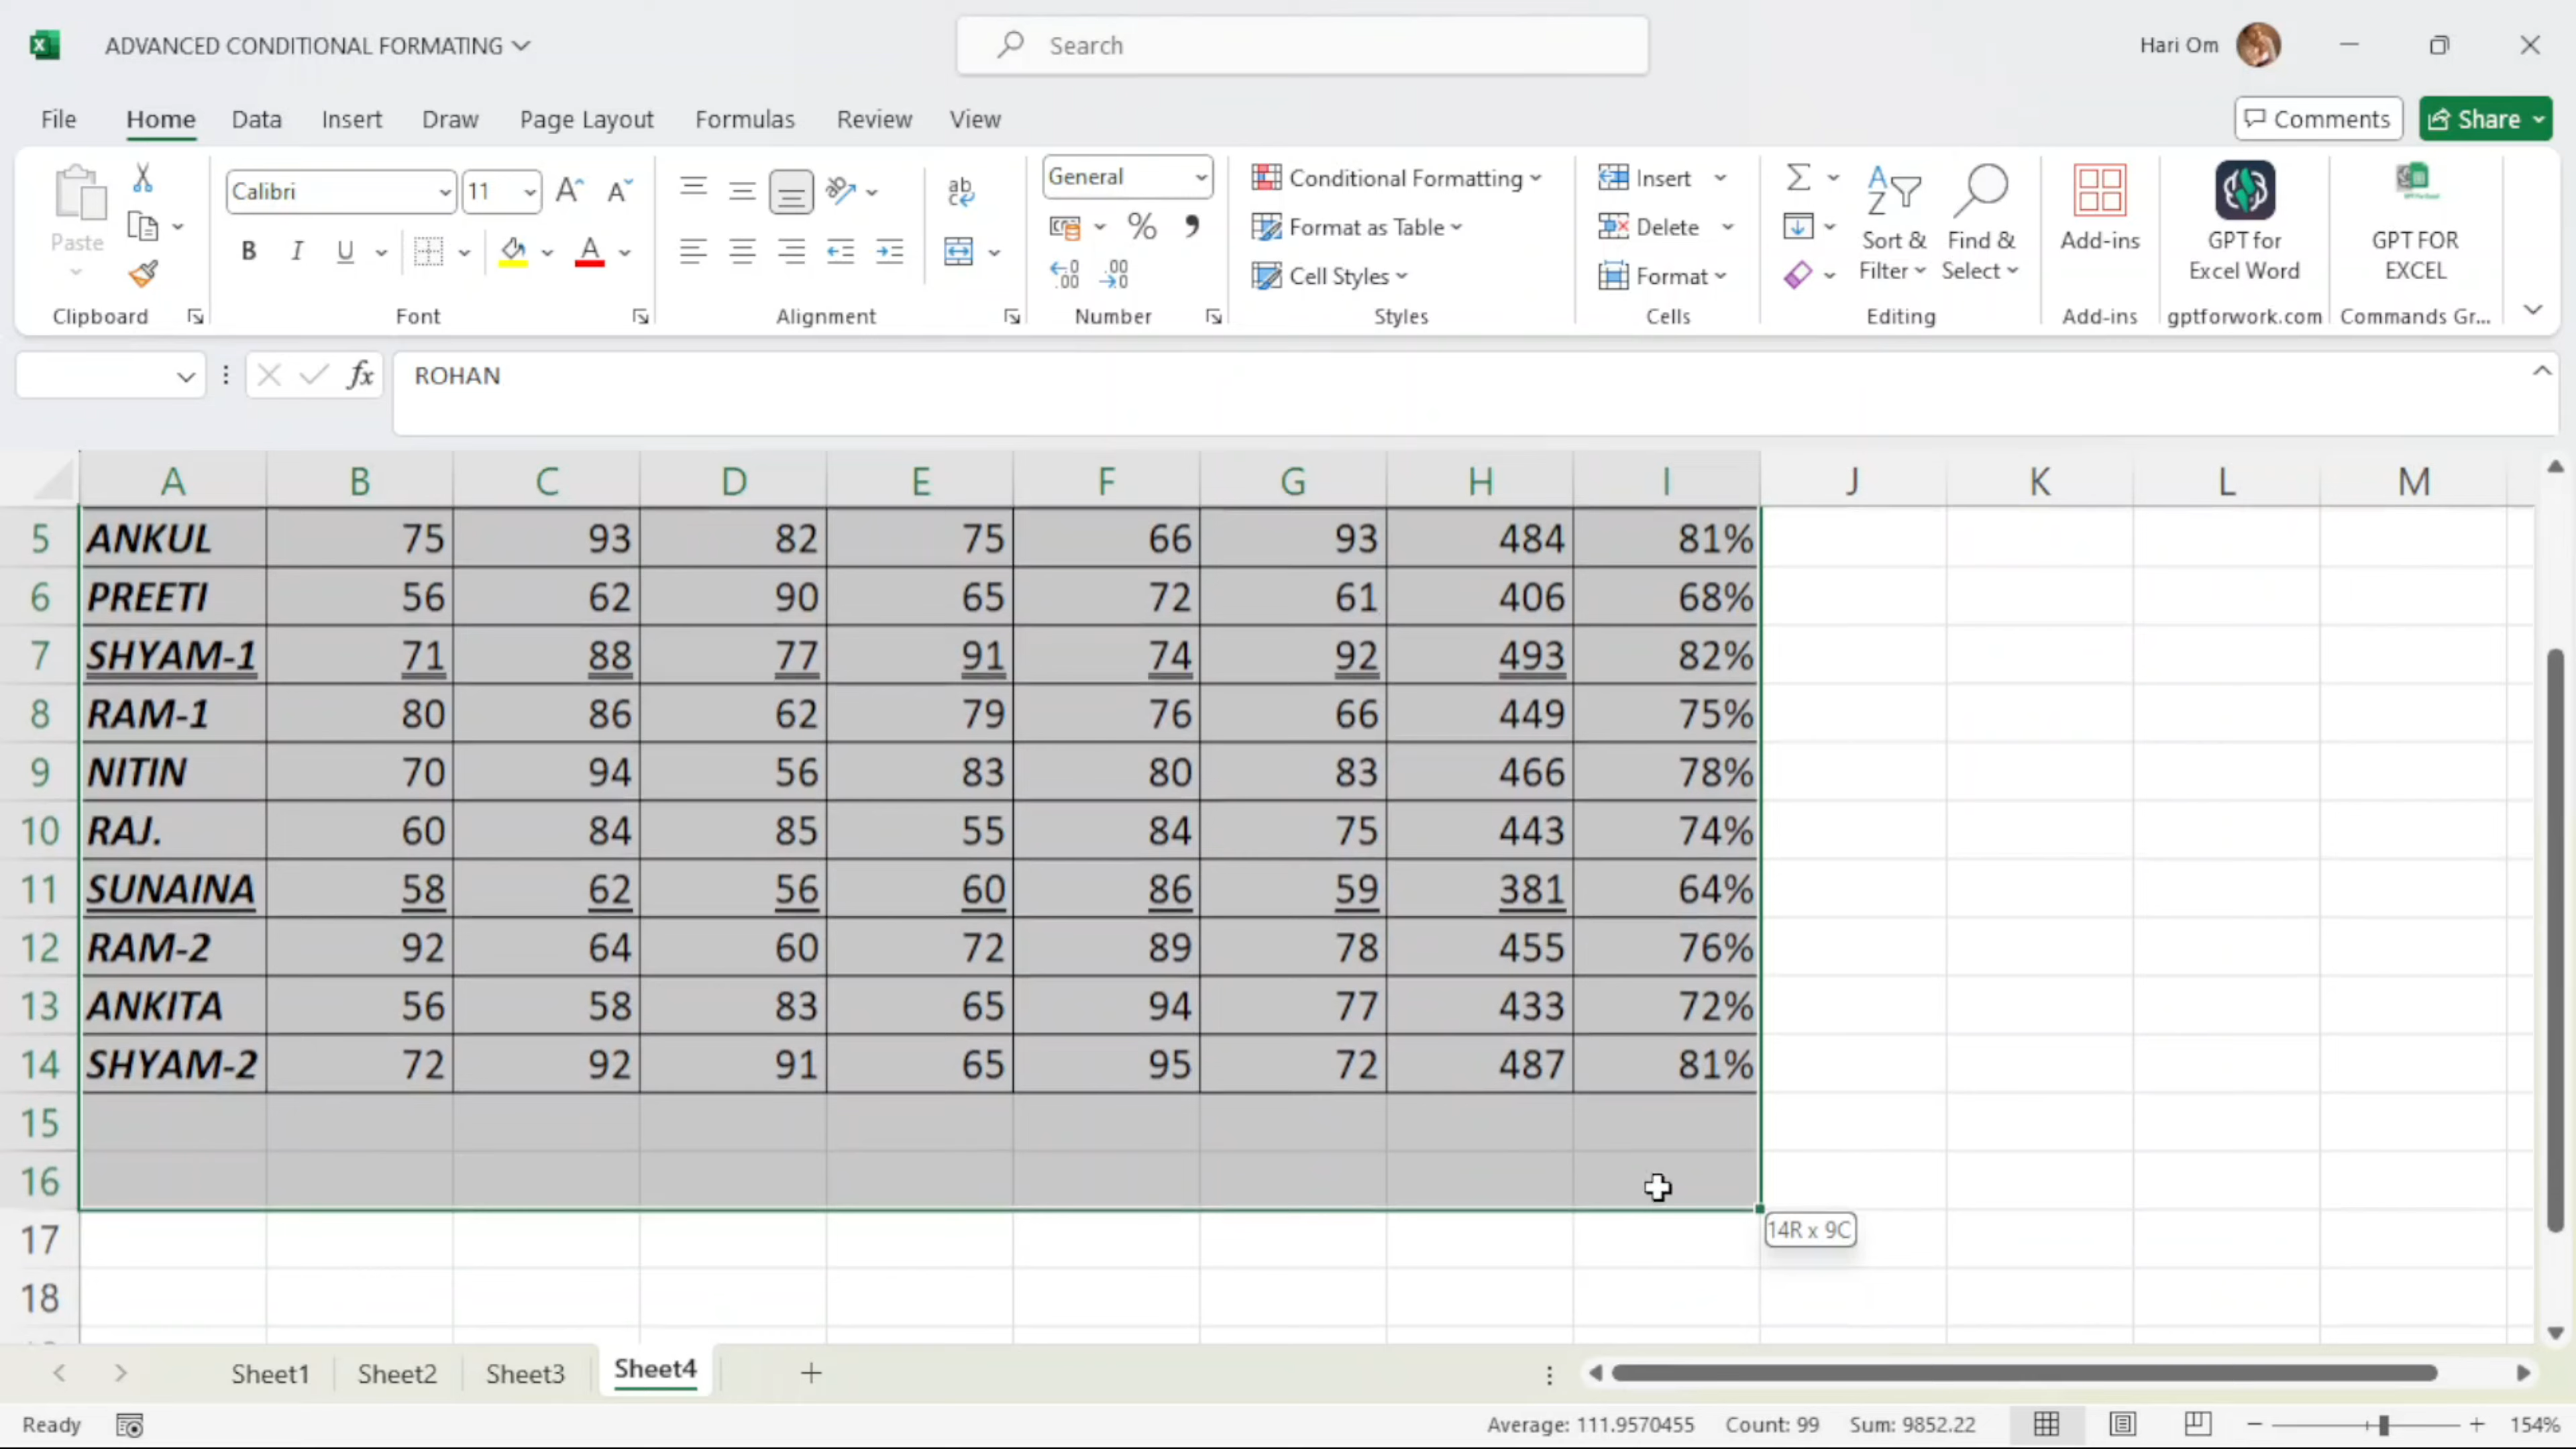 ADVANCED CONDITIONAL FORMATING
Search
Hari Om
File Home Data Insert Draw Page Layout Formulas Review View
Comments Share
Paste
Clipboard
Calibri 11
B I U A
Font
ab
Alignment
General
% 9
Number
Conditional Formatting
Format as Table
Cell Styles
Styles
Insert
Delete
Format
Cells
Sort & Filter
Find & Select
Editing
Add-ins
Add-ins
GPT for Excel Word
gptforwork.com
GPT FOR EXCEL
Commands Gr...
fx ROHAN
A B C D E F G H I J K L M
5 ANKUL 75 93 82 75 66 93 484 81%
6 PREETI 56 62 90 65 72 61 406 68%
7 SHYAM-1 71 88 77 91 74 92 493 82%
8 RAM-1 80 86 62 79 76 66 449 75%
9 NITIN 70 94 56 83 80 83 466 78%
10 RAJ. 60 84 85 55 84 75 443 74%
11 SUNAINA 58 62 56 60 86 59 381 64%
12 RAM-2 92 64 60 72 89 78 455 76%
13 ANKITA 56 58 83 65 94 77 433 72%
14 SHYAM-2 72 92 91 65 95 72 487 81%
15
16
14R x 9C
17
18
Sheet1 Sheet2 Sheet3 Sheet4
Ready Average: 111.9570455 Count: 99 Sum: 9852.22 154%